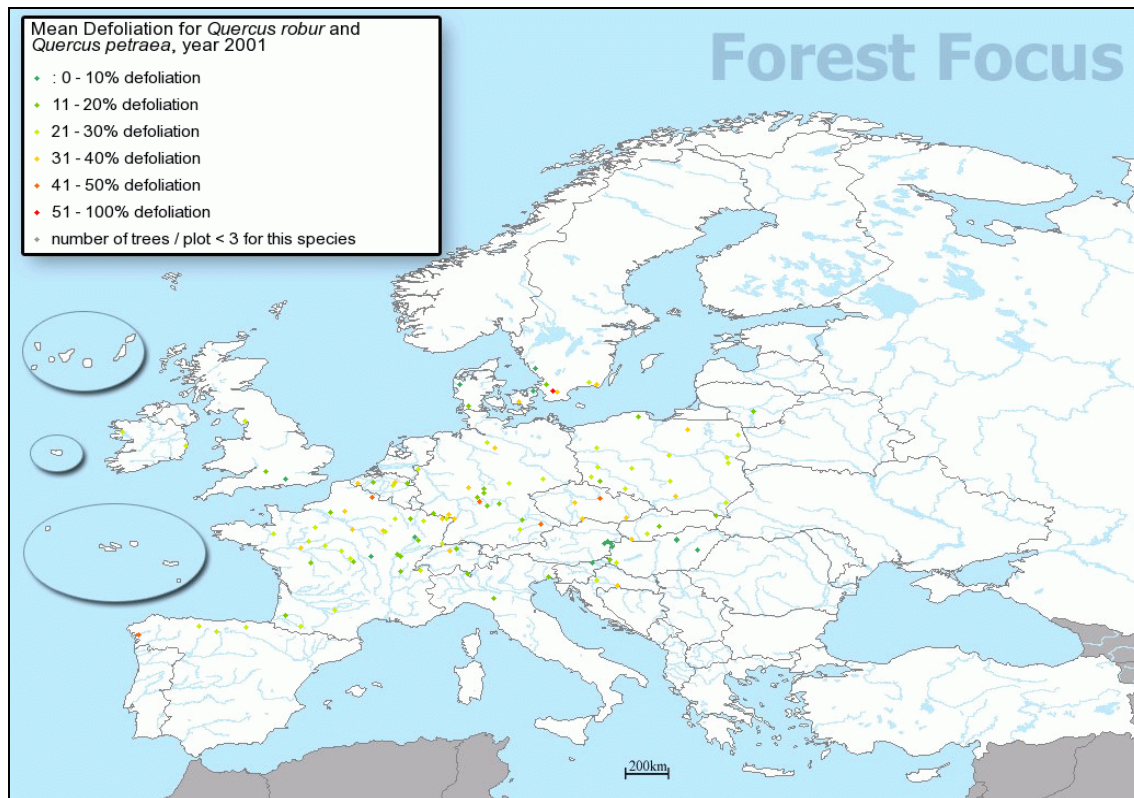 Mean Defoliation for Quercus robur and
Quercus petraea, year 2001
: 0 - 10% defoliation
11 - 20% defoliation
21 - 30% defoliation
31 - 40% defoliation
41 - 50% defoliation
51 - 100% defoliation
number of trees / plot < 3 for this species
Forest Focus
200km